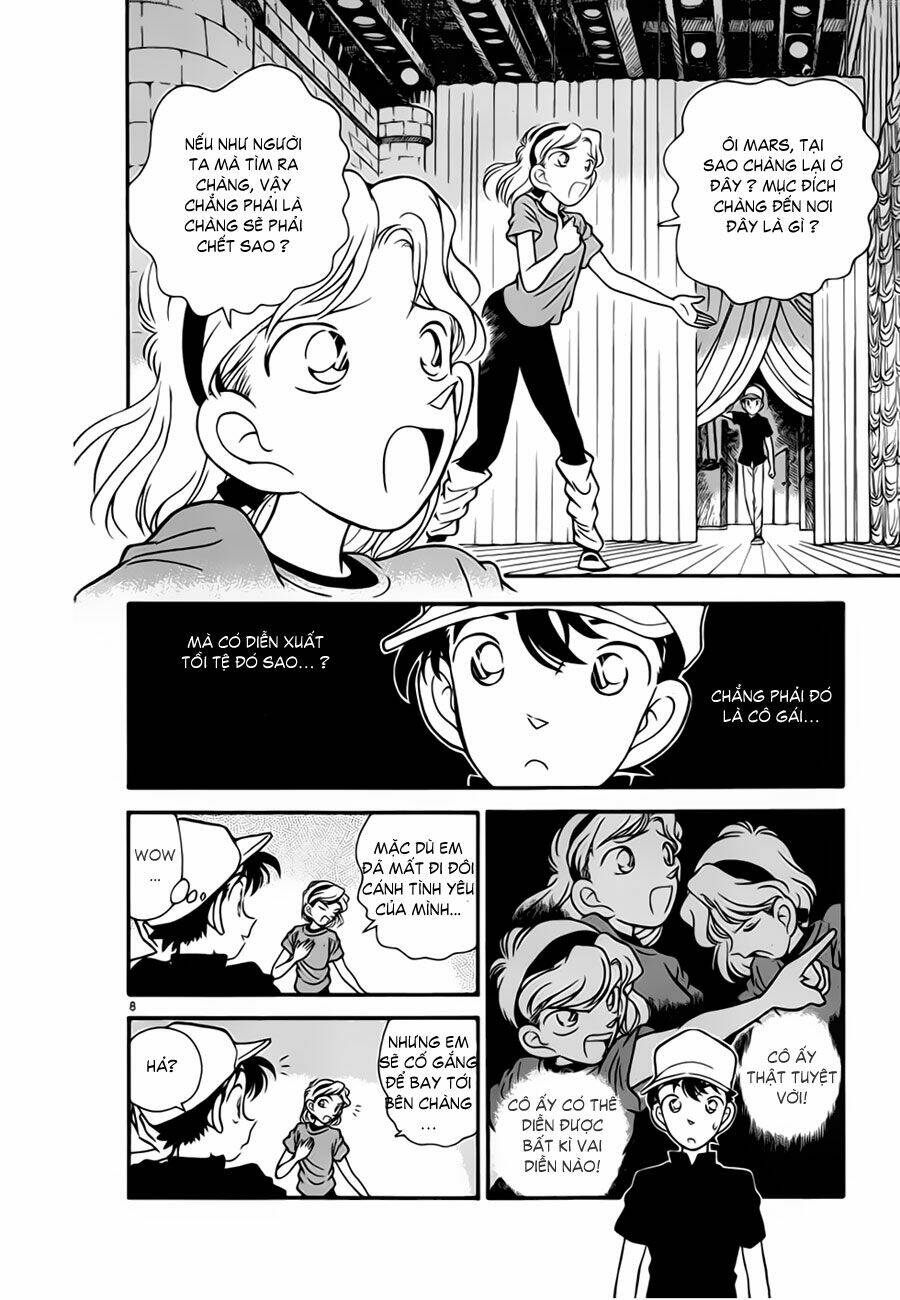 ÔI MARS, TẠI
SAO CHÀNG LẠI Ở
ĐÂY ? MỤC ĐÍCH
CHÀNG ĐẾN NƠI
ĐÂY LÀ GÌ ?
NẾU NHƯ NGƯỜI
TA MÀ TÌM RA
CHÀNG, VẬY
CHẲNG PHẢI LÀ
CHÀNG SẼ PHẢI
CHẾT SAO ?
CHẲNG PHẢI ĐÓ
LÀ CÔ GÁI...
MÀ CÓ DIỄN XUẤT
TỒI TỆ ĐÓ SAO... ?
CÔ ẤY
THẬT TUYỆT
VỜI!
CÔ ẤY CÓ THỂ
DIỄN ĐƯỢC
BẤT KÌ VAI
DIỄN NÀO!
MẶC DÙ EM
ĐÃ MẤT ĐI ĐÔI
CÁNH TÌNH YÊU
CỦA MÌNH...
WOW
...
8
NHƯNG EM
SẼ CỐ GẮNG
ĐỂ BAY TỚI
BÊN CHÀNG
...
HẢ?